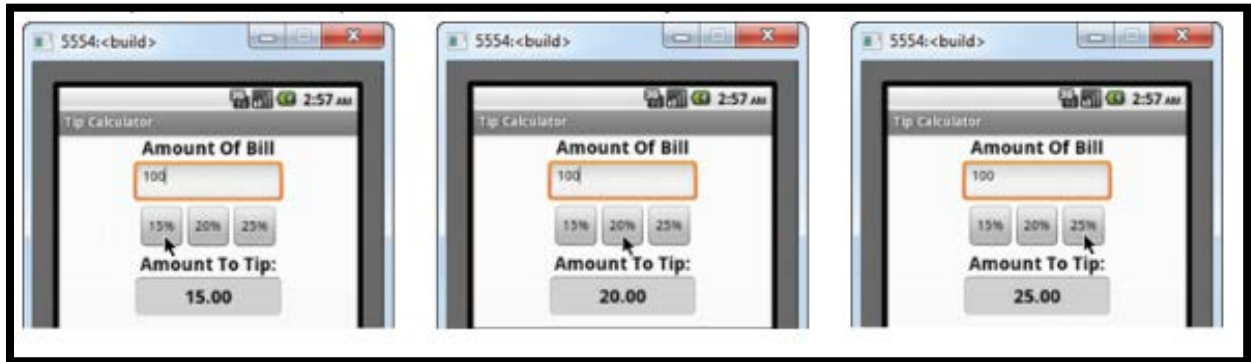 5554:<build>
2:57 AM
Tip Calculator
Amount Of Bill
100
15% 20% 25%
Amount To Tip:
15.00
5554:<build>
2:57 AM
Tip Calculator
Amount Of Bill
100
15% 20% 25%
Amount To Tip:
20.00
5554:<build>
2:57 AM
Tip Calculator
Amount Of Bill
100
15% 20% 25%
Amount To Tip:
25.00